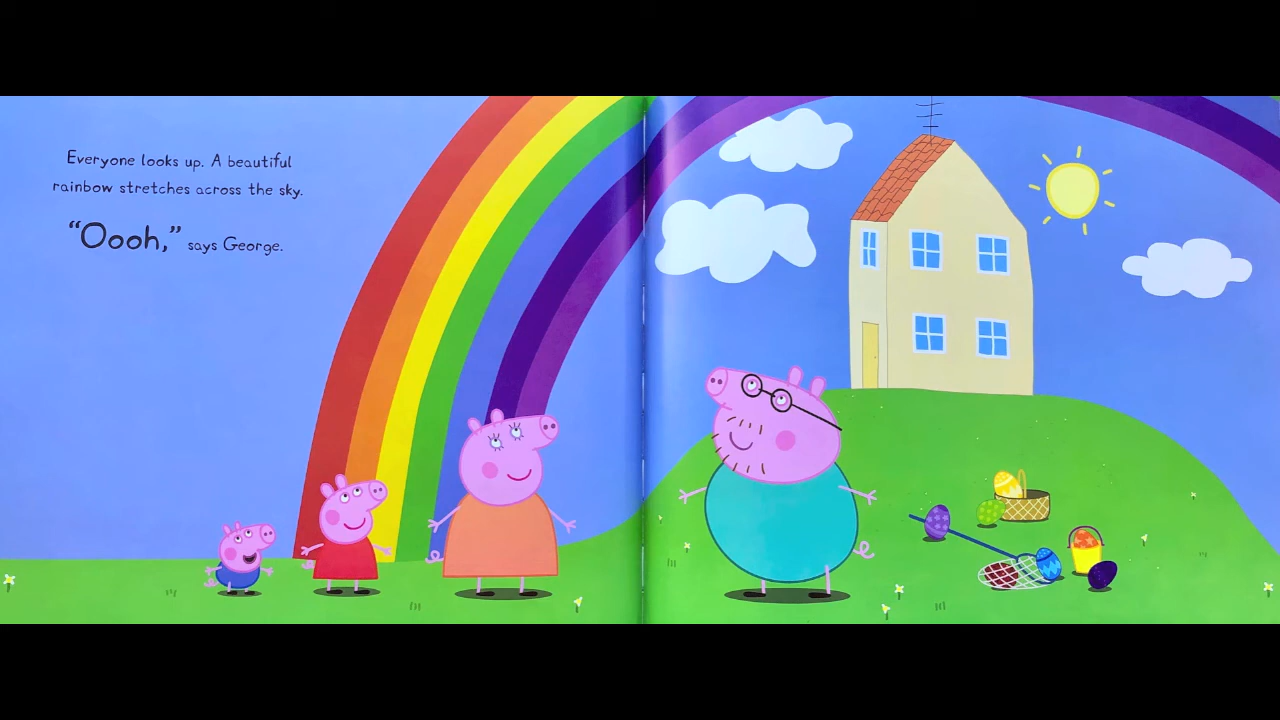 Everyone looks up. A beautiful
rainbow stretches across the sky.
“Oooh,” says George.